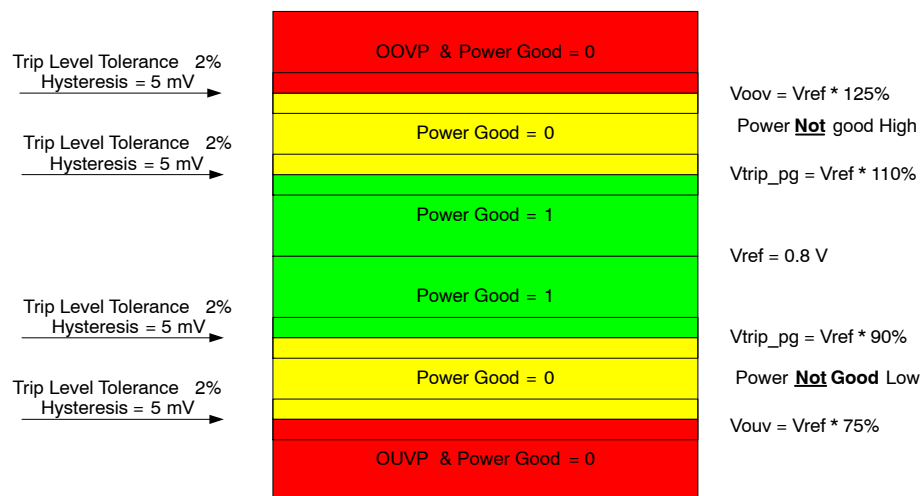 OOVP & Power Good = 0
Trip Level Tolerance 2%
Hysteresis = 5 mV
Voov = Vref * 125%
Power Not good High
Trip Level Tolerance 2%
Hysteresis = 5 mV
Power Good = 0
Vtrip_pg = Vref * 110%
Power Good = 1
Vref = 0.8 V
Power Good = 1
Trip Level Tolerance 2%
Hysteresis = 5 mV
Vtrip_pg = Vref * 90%
Power Good = 0
Power Not Good Low
Trip Level Tolerance 2%
Hysteresis = 5 mV
Vouv = Vref * 75%
OUVP & Power Good = 0